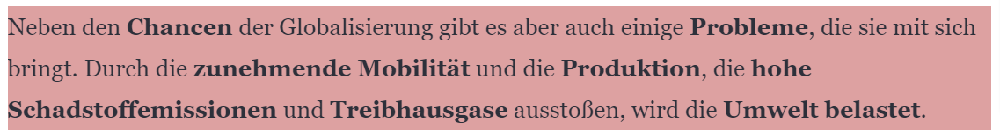 Neben den Chancen der Globalisierung gibt es aber auch einige Probleme, die sie mit sich
bringt. Durch die zunehmende Mobilität und die Produktion, die hohe
Schadstoffemissionen und Treibhausgase ausstoßen, wird die Umwelt belastet.